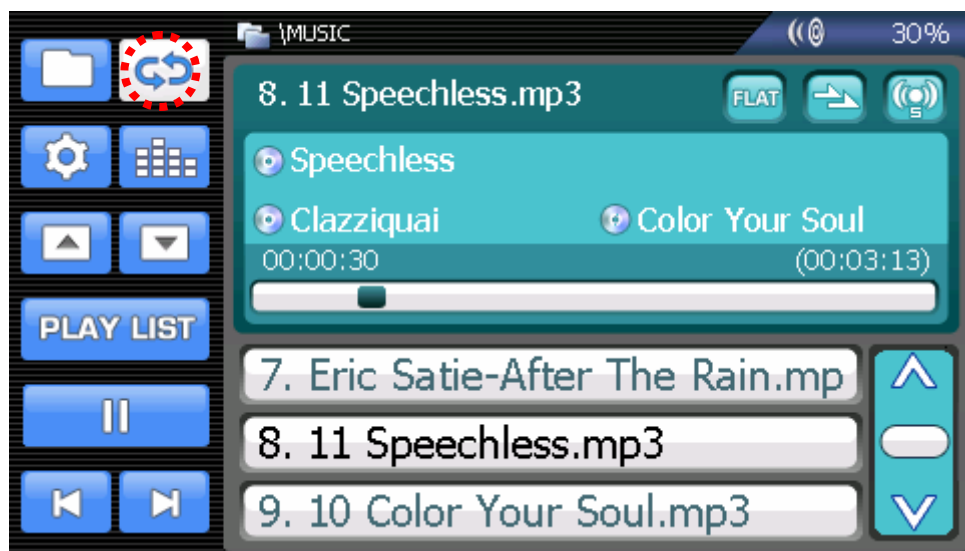 \MUSIC 30%
8. 11 Speechless.mp3 FLAT S
Speechless
Clazziquai Color Your Soul
00:00:30 (00:03:13)
PLAY LIST
7. Eric Satie-After The Rain.mp
8. 11 Speechless.mp3
9. 10 Color Your Soul.mp3